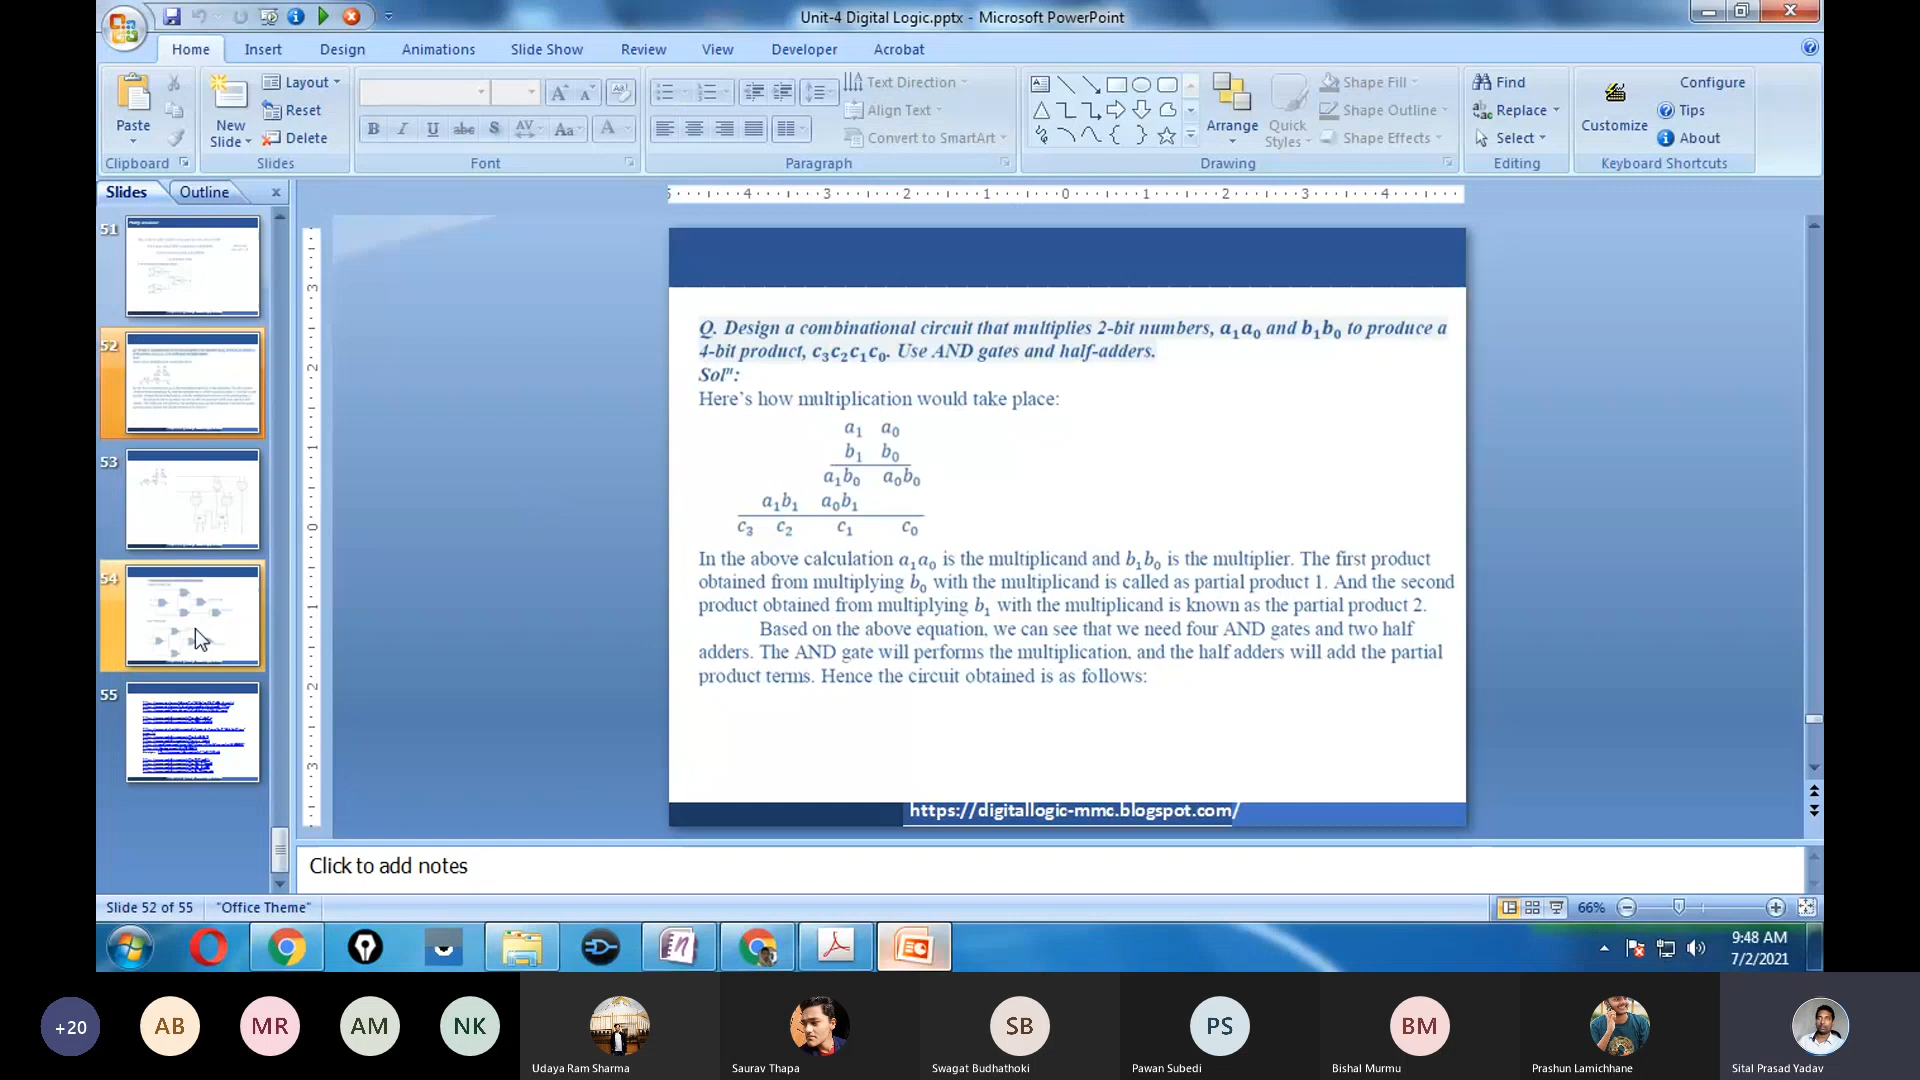 Unit-4 Digital Logic.pptx - Microsoft PowerPoint
Home Insert Design Animations Slide Show Review View Developer Acrobat
Paste
Clipboard
New Slide
Layout
Reset
Delete
Slides
B I U abc S AV Aa A
Font
Text Direction
Align Text
Convert to SmartArt
Paragraph
Arrange
Quick Styles
Shape Fill
Shape Outline
Shape Effects
Drawing
Find
Replace
Select
Editing
Customize
Configure
Tips
About
Keyboard Shortcuts
Slides Outline
51
52
53
54
55
Q. Design a combinational circuit that multiplies 2-bit numbers, a₁a₀ and b₁b₀ to produce a
4-bit product, c₃c₂c₁c₀. Use AND gates and half-adders.
Solⁿ:
Here's how multiplication would take place:
a₁ a₀
b₁ b₀
a₁b₀ a₀b₀
a₁b₁ a₀b₁
c₃ c₂ c₁ c₀
In the above calculation a₁a₀ is the multiplicand and b₁b₀ is the multiplier. The first product
obtained from multiplying b₀ with the multiplicand is called as partial product 1. And the second
product obtained from multiplying b₁ with the multiplicand is known as the partial product 2.
Based on the above equation, we can see that we need four AND gates and two half
adders. The AND gate will performs the multiplication, and the half adders will add the partial
product terms. Hence the circuit obtained is as follows:
https://digitallogic-mmc.blogspot.com/
Click to add notes
Slide 52 of 55 "Office Theme" 66%
9:48 AM
7/2/2021
+20 AB MR AM NK SB PS BM
Udaya Ram Sharma Saurav Thapa Swagat Budhathoki Pawan Subedi Bishal Murmu Prashun Lamichhane Sital Prasad Yadav